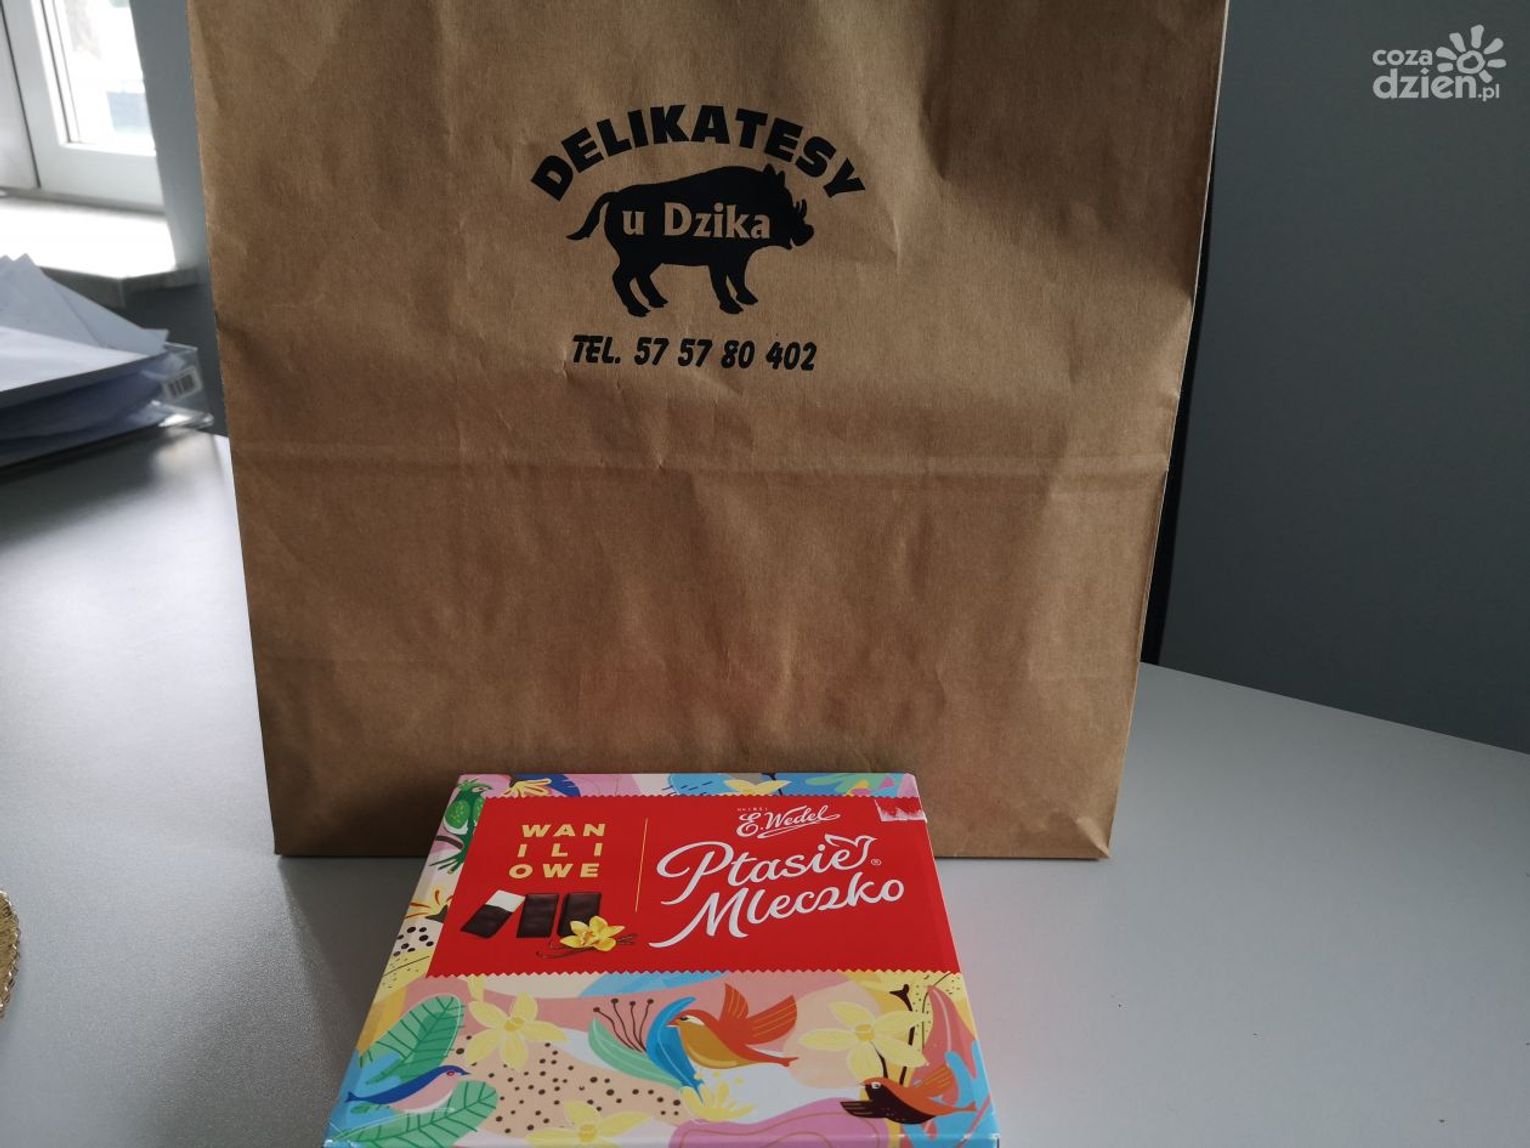 coza
dzien.pl
DELIKATESY
u Dzika
TEL. 57 57 80 402
E.Wedel
WAN
ILI
OWE
Ptasie®
Mleczko